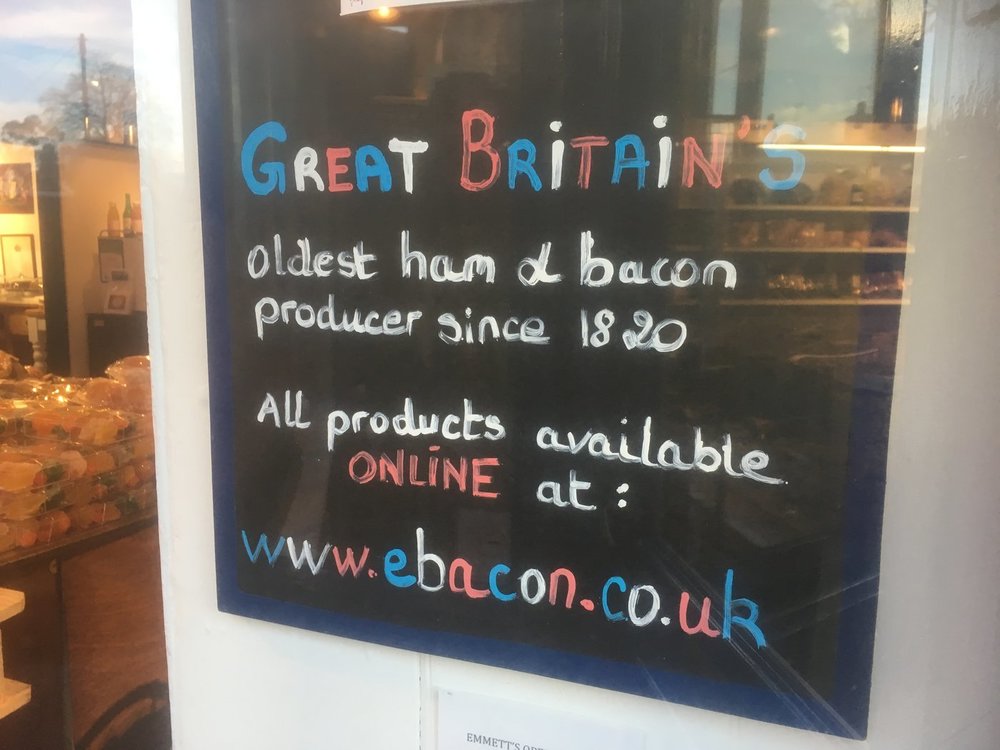 GREAT BRiTAiN'S
oldest ham & bacon
producer since 1820
All products available
ONLiNE at:
www.ebacon.co.uk
EMMETT'S